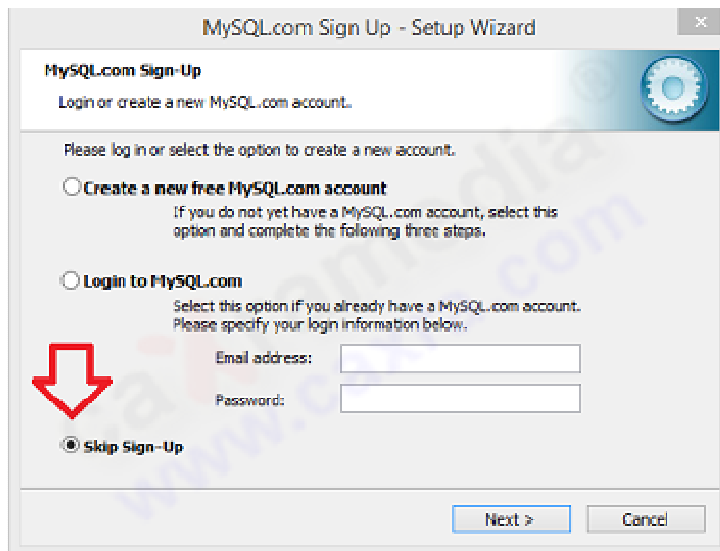 MySQL.com Sign Up - Setup Wizard
MySQL.com Sign-Up
Login or create a new MySQL.com account.
Please log in or select the option to create a new account.
Create a new free MySQL.com account
If you do not yet have a MySQL.com account, select this
option and complete the following three steps.
Login to MySQL.com
Select this option if you already have a MySQL.com account.
Please specify your login information below.
Email address:
Password:
Skip Sign-Up
Next >
Cancel